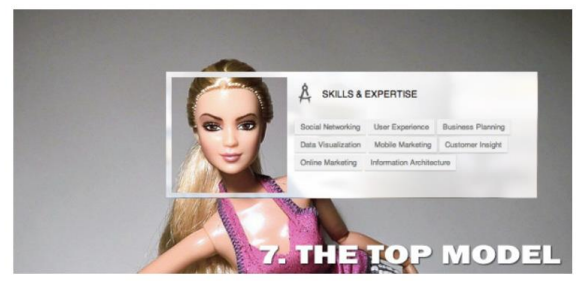 SKILLS & EXPERTISE
Social Networking User Experience Business Planning
Data Visualization Mobile Marketing Customer Insight
Online Marketing Information Architecture
7. THE TOP MODEL